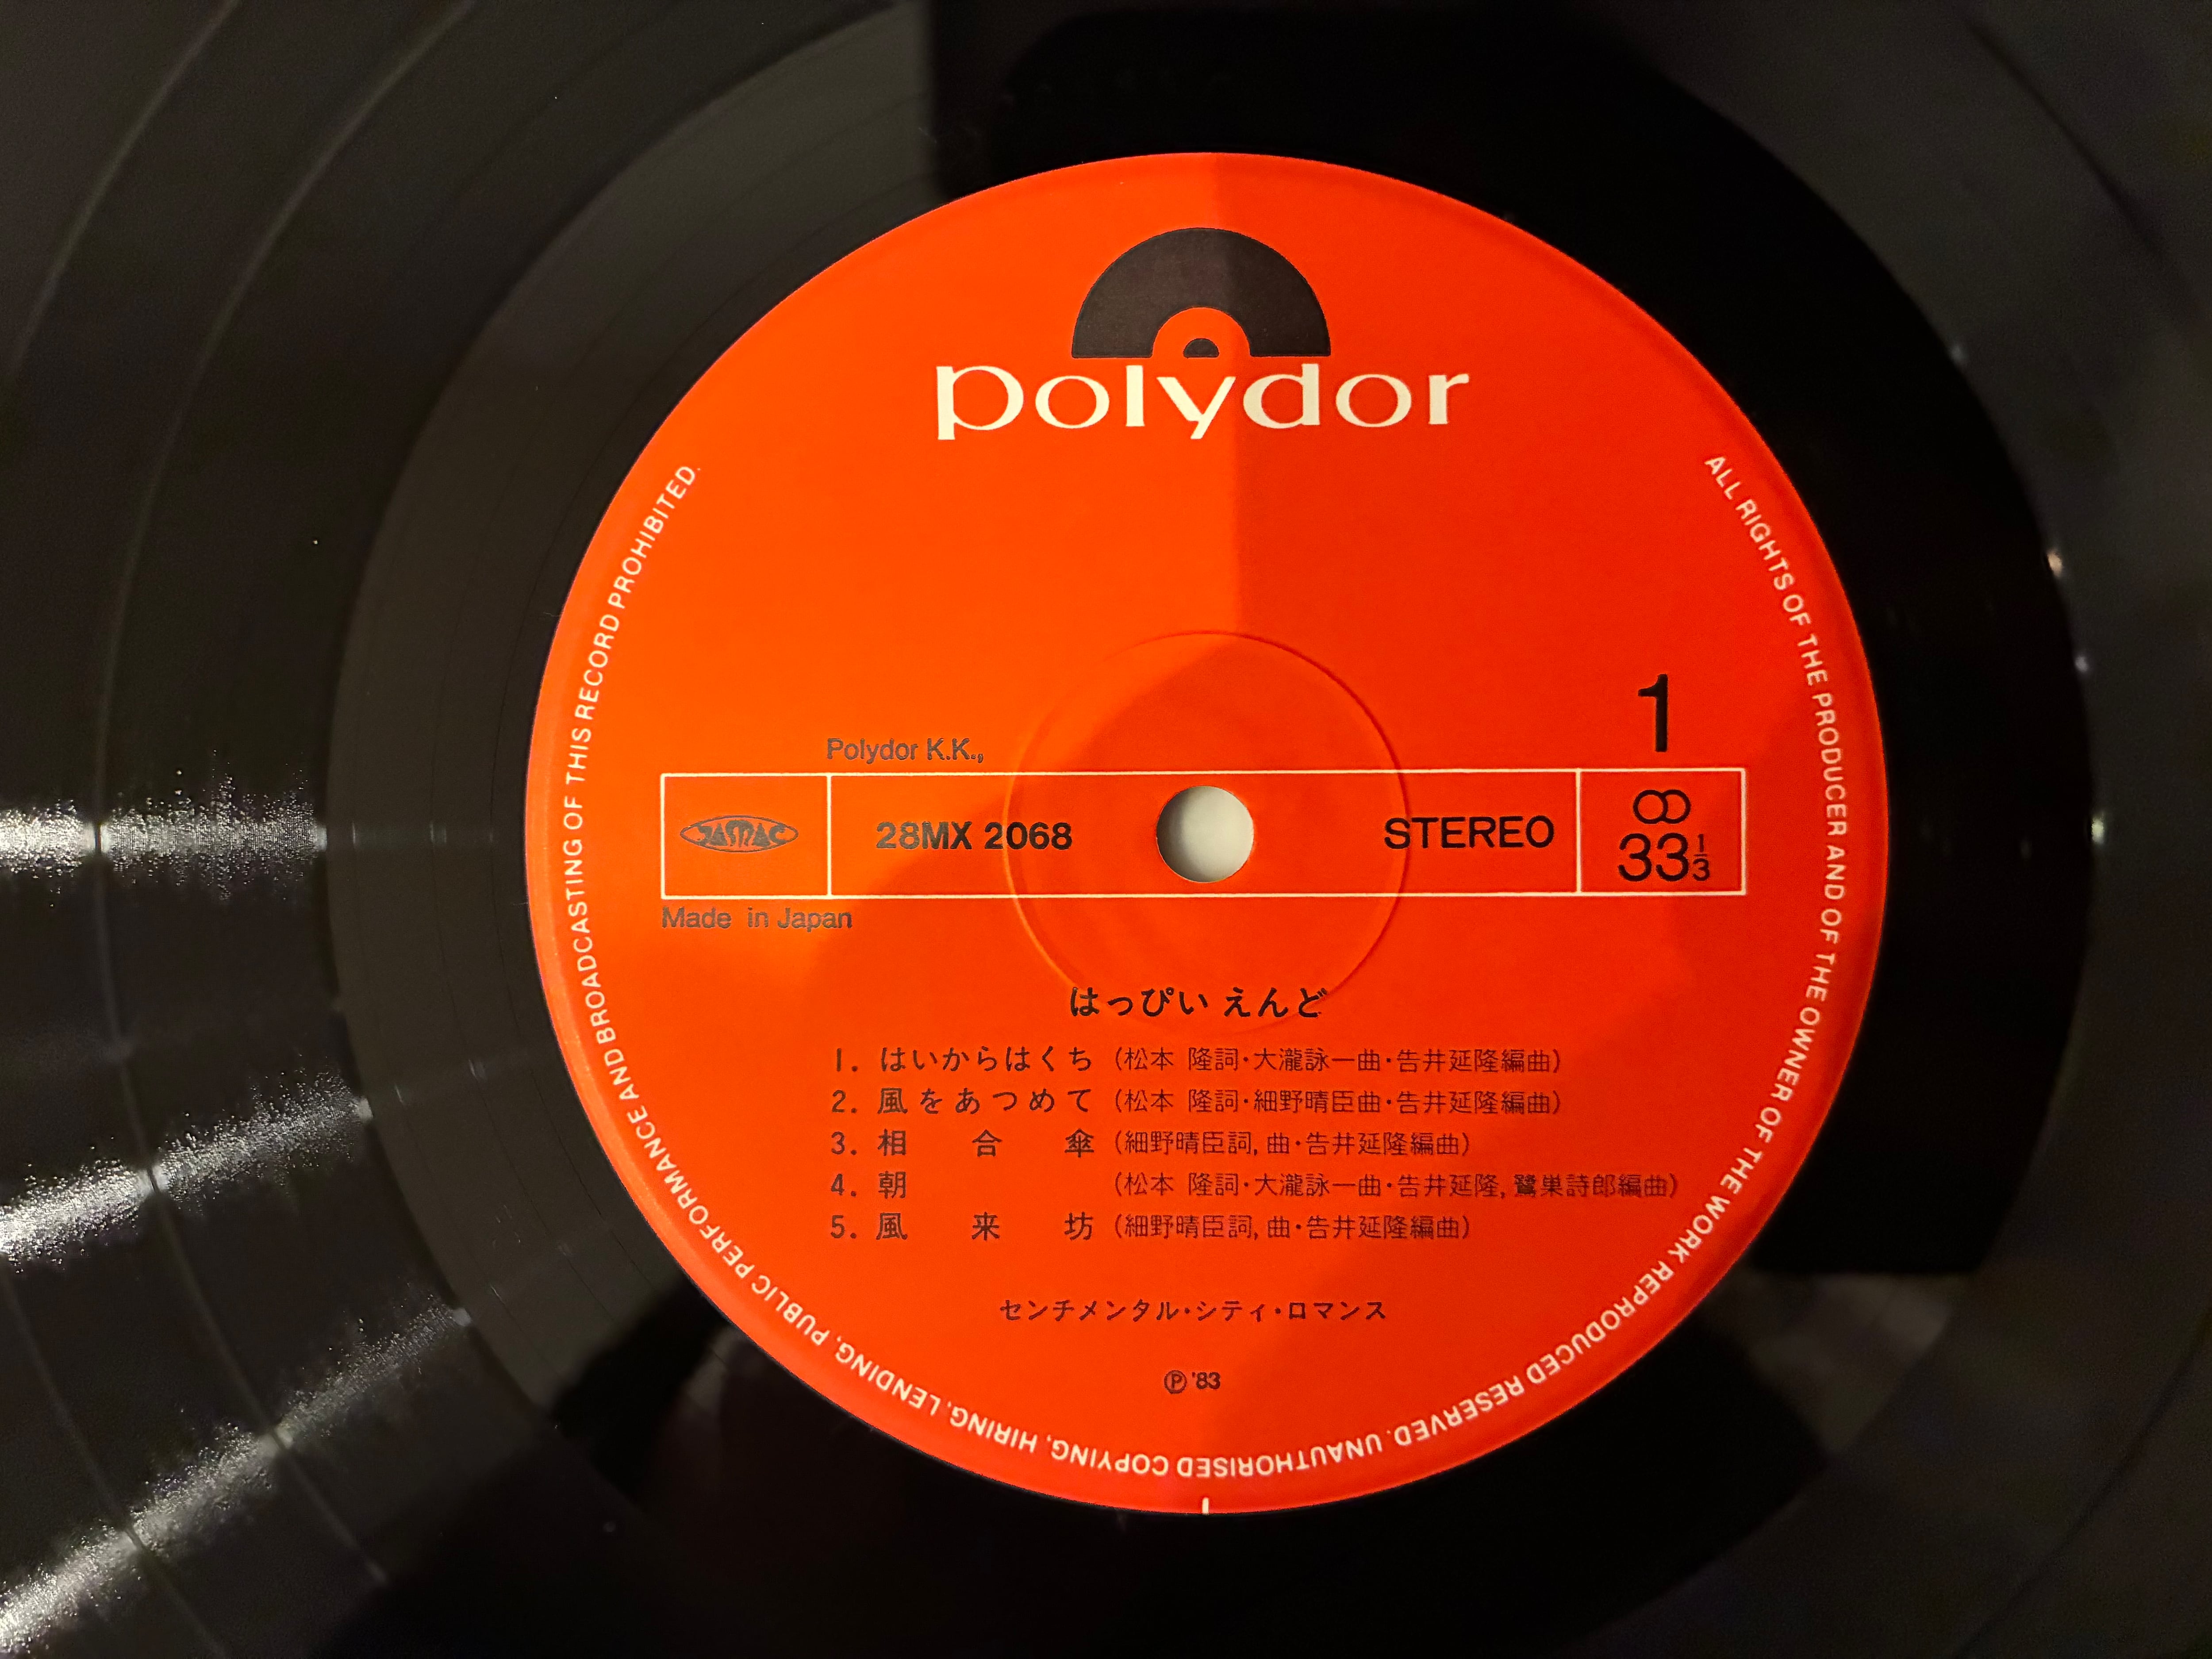 polydor
1
Polydor K.K.,
JASRAC
28MX 2068
STEREO
33⅓
Made in Japan
はっぴい えんど
1. はいからはくち (松本 隆詞・大瀧詠一曲・告井延隆編曲)
2. 風をあつめて (松本 隆詞・細野晴臣曲・告井延隆編曲)
3. 相合傘 (細野晴臣詞, 曲・告井延隆編曲)
4. 朝 (松本 隆詞・大瀧詠一曲・告井延隆, 鷺巣詩郎編曲)
5. 風来坊 (細野晴臣詞, 曲・告井延隆編曲)
センチメンタル・シティ・ロマンス
Ⓟ '83
ALL RIGHTS OF THE PRODUCER AND OF THE OWNER OF THE WORK REPRODUCED RESERVED. UNAUTHORISED COPYING, HIRING, LENDING, PUBLIC PERFORMANCE AND BROADCASTING OF THIS RECORD PROHIBITED.